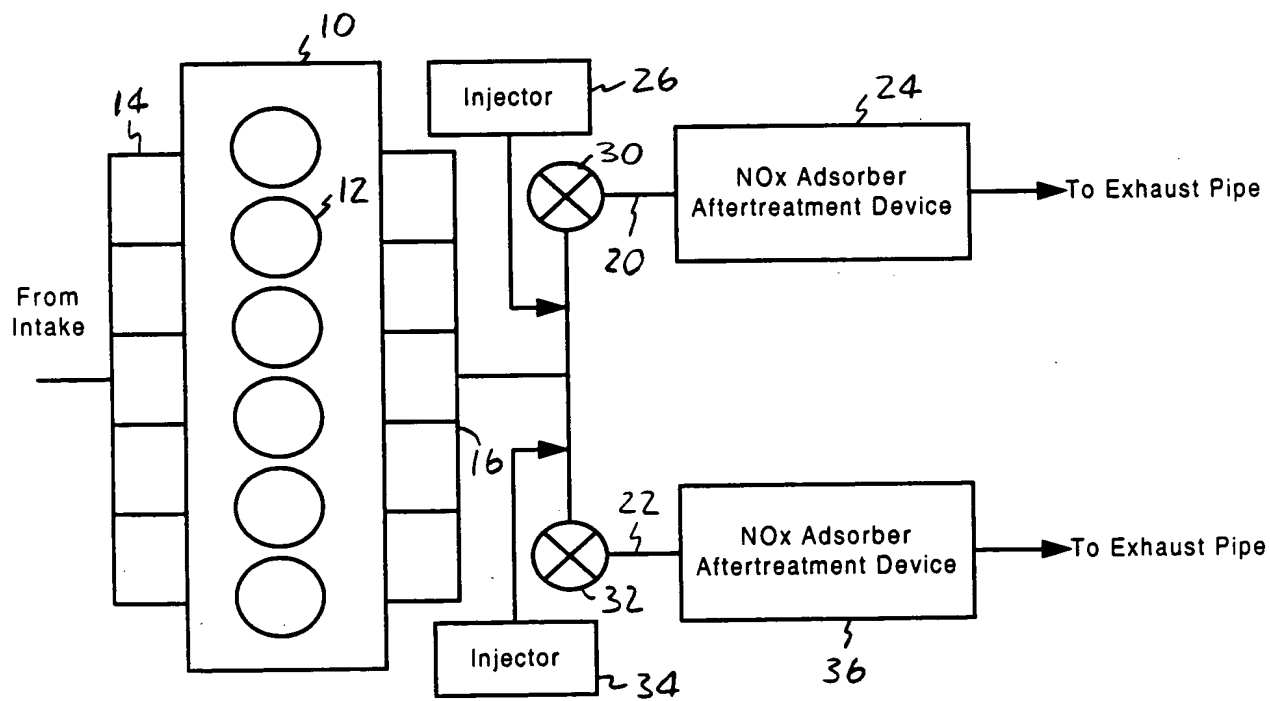 10
14
Injector
26
24
30
NOx Adsorber
Aftertreatment Device
To Exhaust Pipe
12
20
From
Intake
16
22
NOx Adsorber
Aftertreatment Device
To Exhaust Pipe
32
Injector
34
36